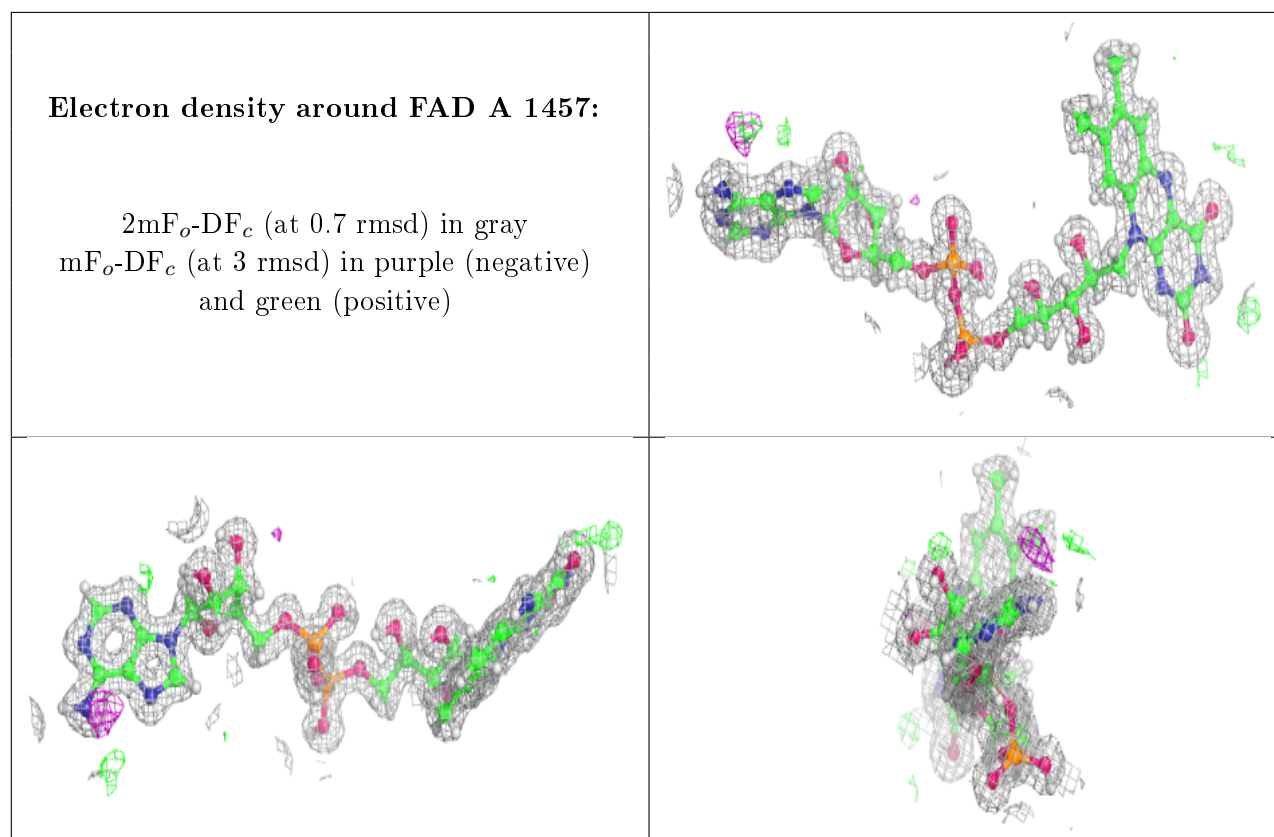 Electron density around FAD A 1457:
2mFo-DFc (at 0.7 rmsd) in gray
mFo-DFc (at 3 rmsd) in purple (negative)
and green (positive)